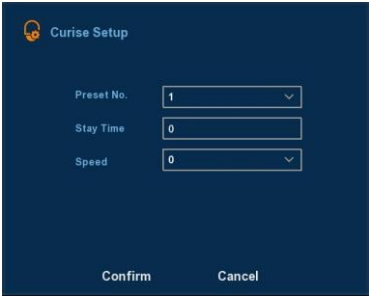 Curise Setup
Preset No. 1
Stay Time 0
Speed 0
Confirm Cancel